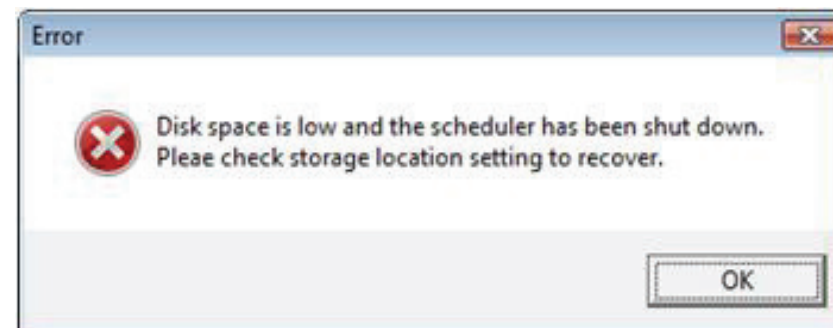 Error
Disk space is low and the scheduler has been shut down.
Pleae check storage location setting to recover.
OK